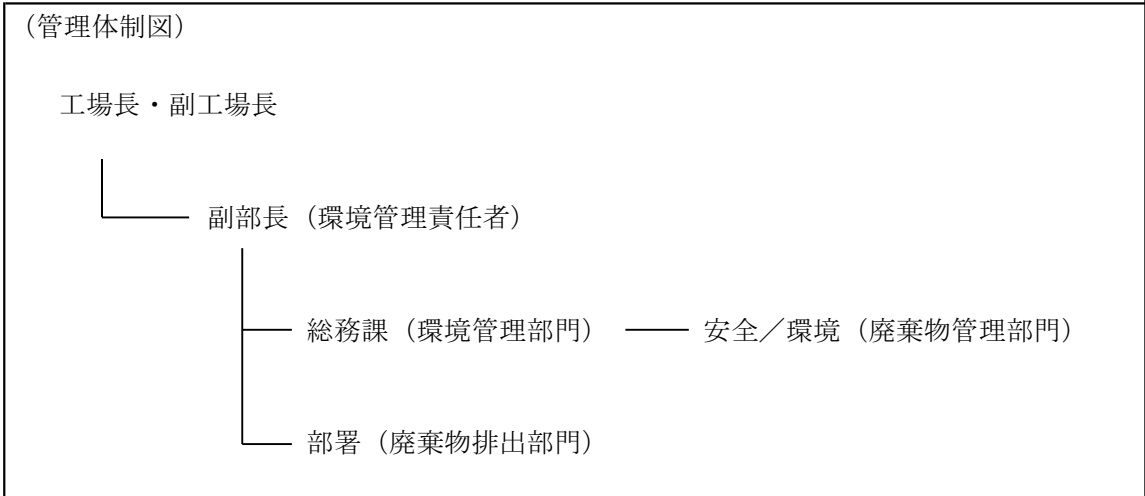 （管理体制図）
工場長・副工場長
副部長（環境管理責任者）
総務課（環境管理部門） 安全／環境（廃棄物管理部門）
部署（廃棄物排出部門）